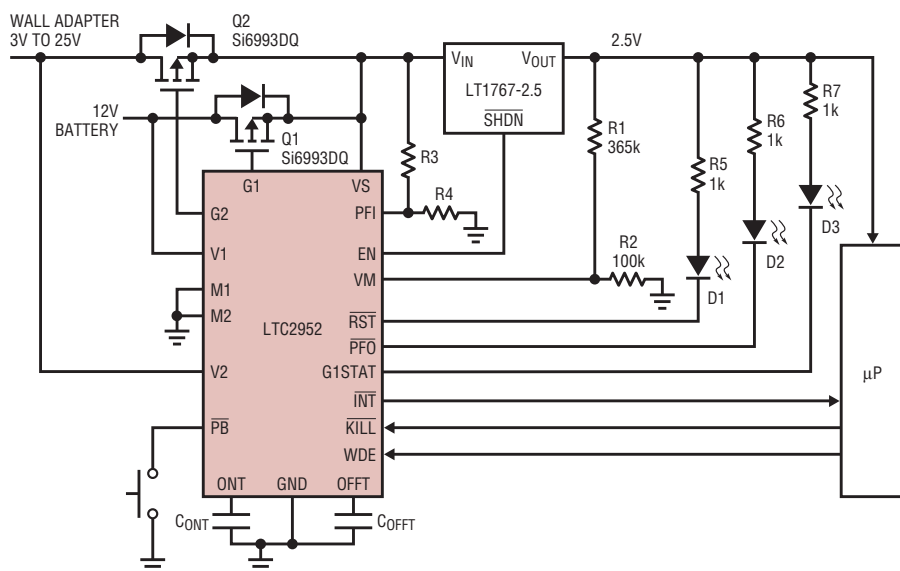 WALL ADAPTER
3V TO 25V
Q2
Si6993DQ
12V
BATTERY
Q1
Si6993DQ
VIN
VOUT
LT1767-2.5
SHDN
2.5V
R1
365k
R2
100k
R3
R4
R5
1k
R6
1k
R7
1k
D1
D2
D3
G1
VS
G2
PFI
V1
EN
M1
VM
M2
LTC2952
RST
PFO
V2
G1STAT
INT
PB
KILL
WDE
ONT
GND
OFFT
CONT
COFFT
µP